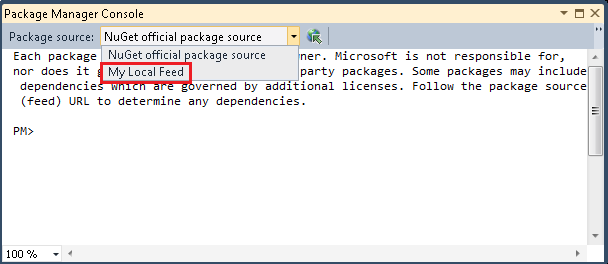 Package Manager Console
Package source: NuGet official package source
NuGet official package source
My Local Feed
Each package ner. Microsoft is not responsible for,
nor does it g party packages. Some packages may include
dependencies which are governed by additional licenses. Follow the package source
(feed) URL to determine any dependencies.
PM>
100 %